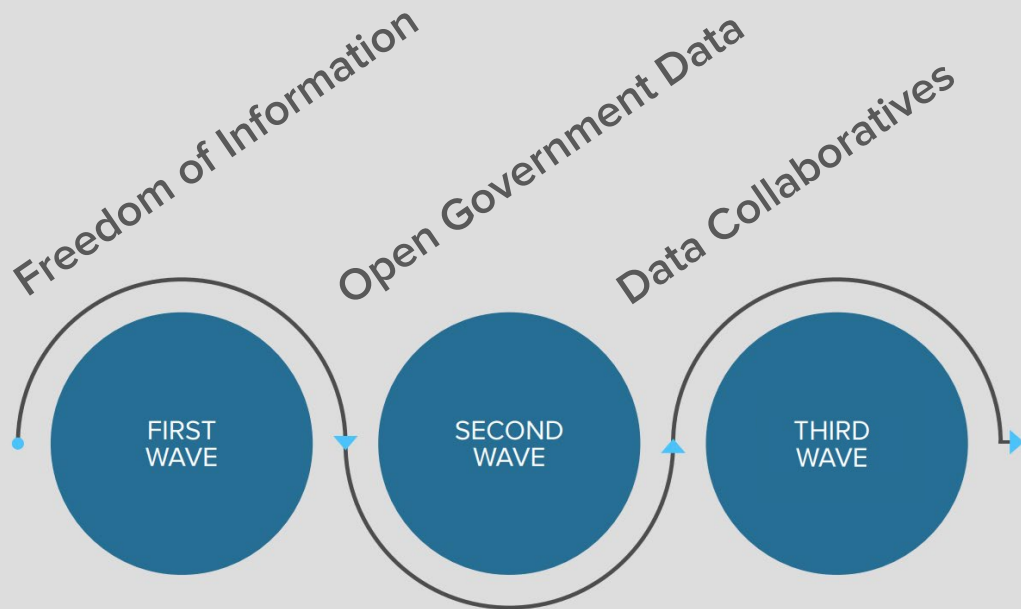 Freedom of Information
Open Government Data
Data Collaboratives
FIRST
WAVE
SECOND
WAVE
THIRD
WAVE